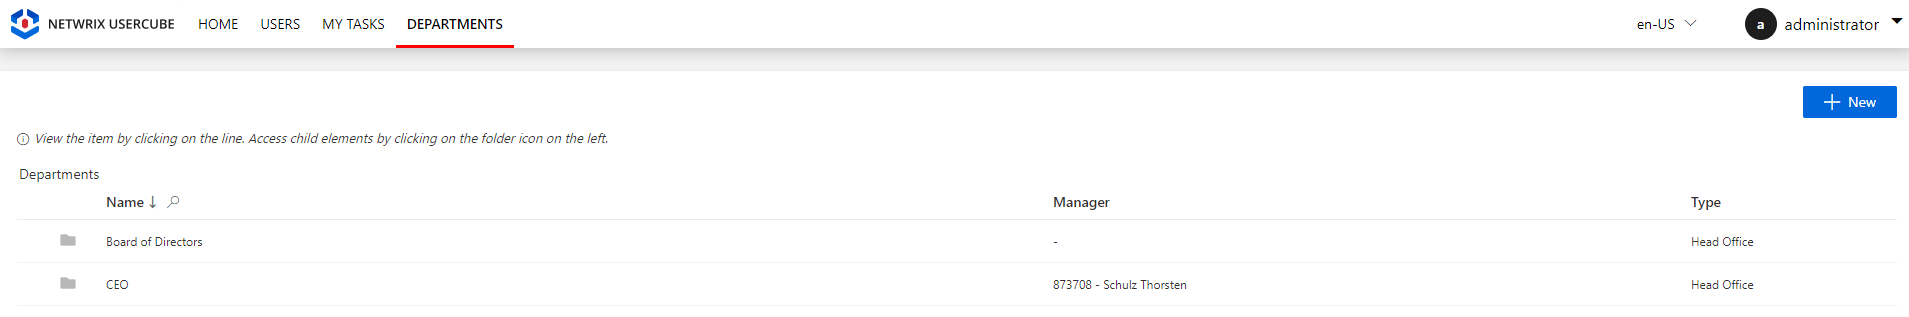 NETWRIX USERCUBE HOME USERS MY TASKS DEPARTMENTS en-US a administrator
New
View the item by clicking on the line. Access child elements by clicking on the folder icon on the left.
Departments
Name Manager Type
Board of Directors - Head Office
CEO 873708 - Schulz Thorsten Head Office